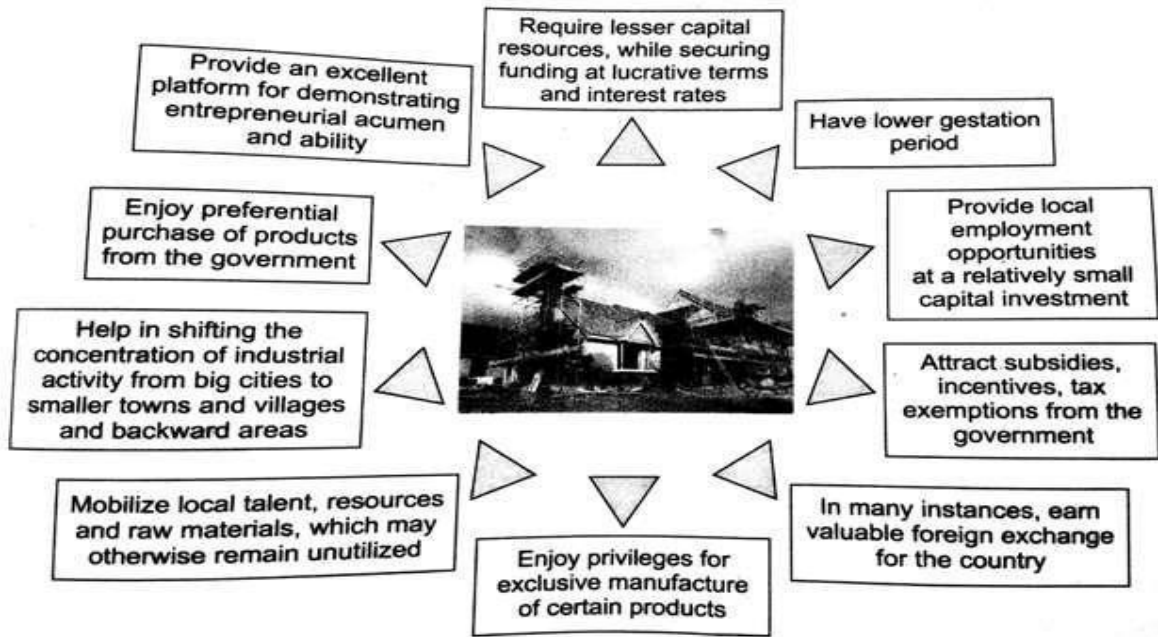 Require lesser capital
resources, while securing
funding at lucrative terms
and interest rates
Have lower gestation
period
Provide local
employment
opportunities
at a relatively small
capital investment
Attract subsidies,
incentives, tax
exemptions from the
government
In many instances, earn
valuable foreign exchange
for the country
Enjoy privileges for
exclusive manufacture
of certain products
Mobilize local talent, resources
and raw materials, which may
otherwise remain unutilized
Help in shifting the
concentration of industrial
activity from big cities to
smaller towns and villages
and backward areas
Enjoy preferential
purchase of products
from the government
Provide an excellent
platform for demonstrating
entrepreneurial acumen
and ability